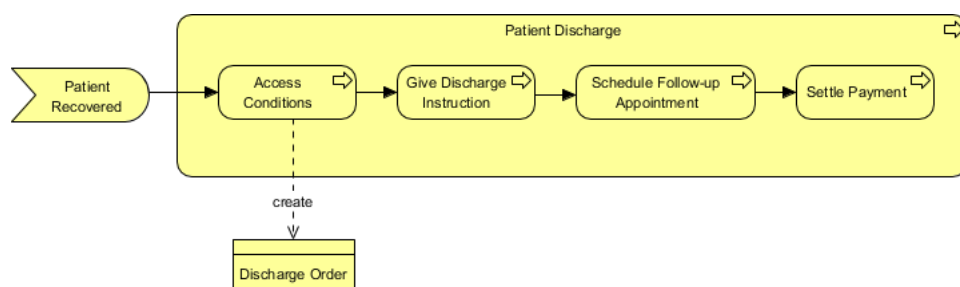 Patient Discharge
Patient
Recovered
Access
Conditions
Give Discharge
Instruction
Schedule Follow-up
Appointment
Settle Payment
create
Discharge Order